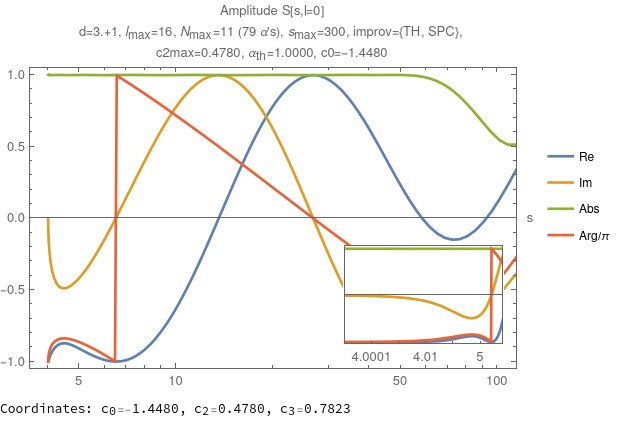 Amplitude S[s,l=0]
d=3.+1, lmax=16, Nmax=11 (79 α's), smax=300, improv={TH, SPC},
c2max=0.4780, αth=1.0000, c0=-1.4480
1.0
0.5
0.0
-0.5
-1.0
s
Re
Im
Abs
Arg/π
4.0001 4.01 5
5 10 50 100
Coordinates: c0=-1.4480, c2=0.4780, c3=0.7823